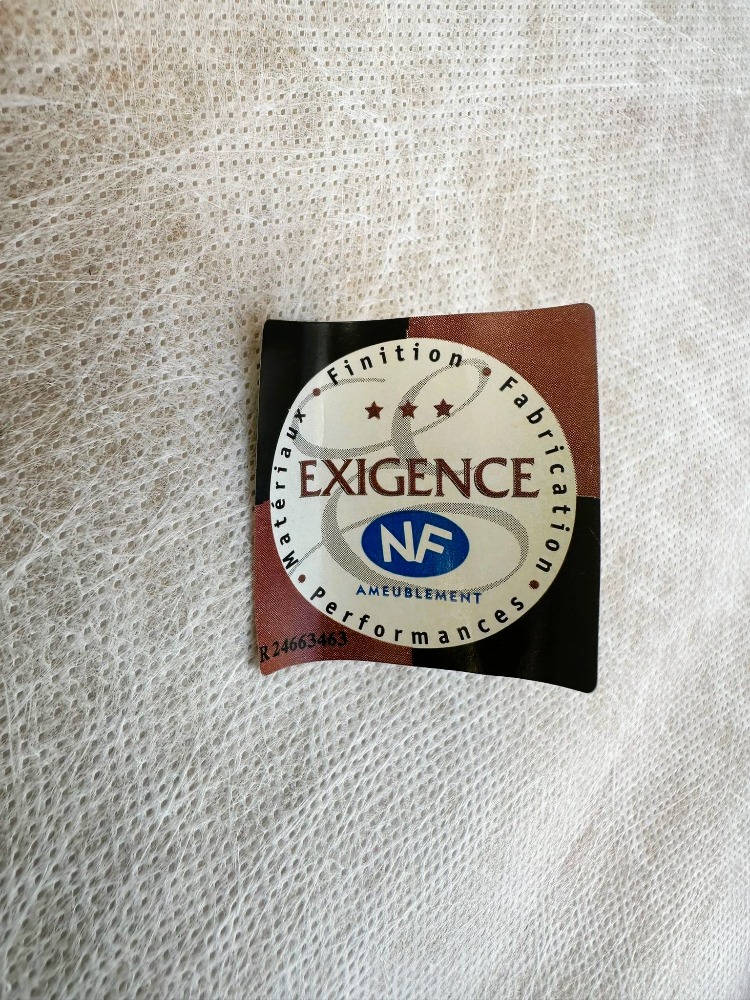 Matériaux • Finition • Fabrication • Performances •
EXIGENCE
NF
AMEUBLEMENT
R 24663463